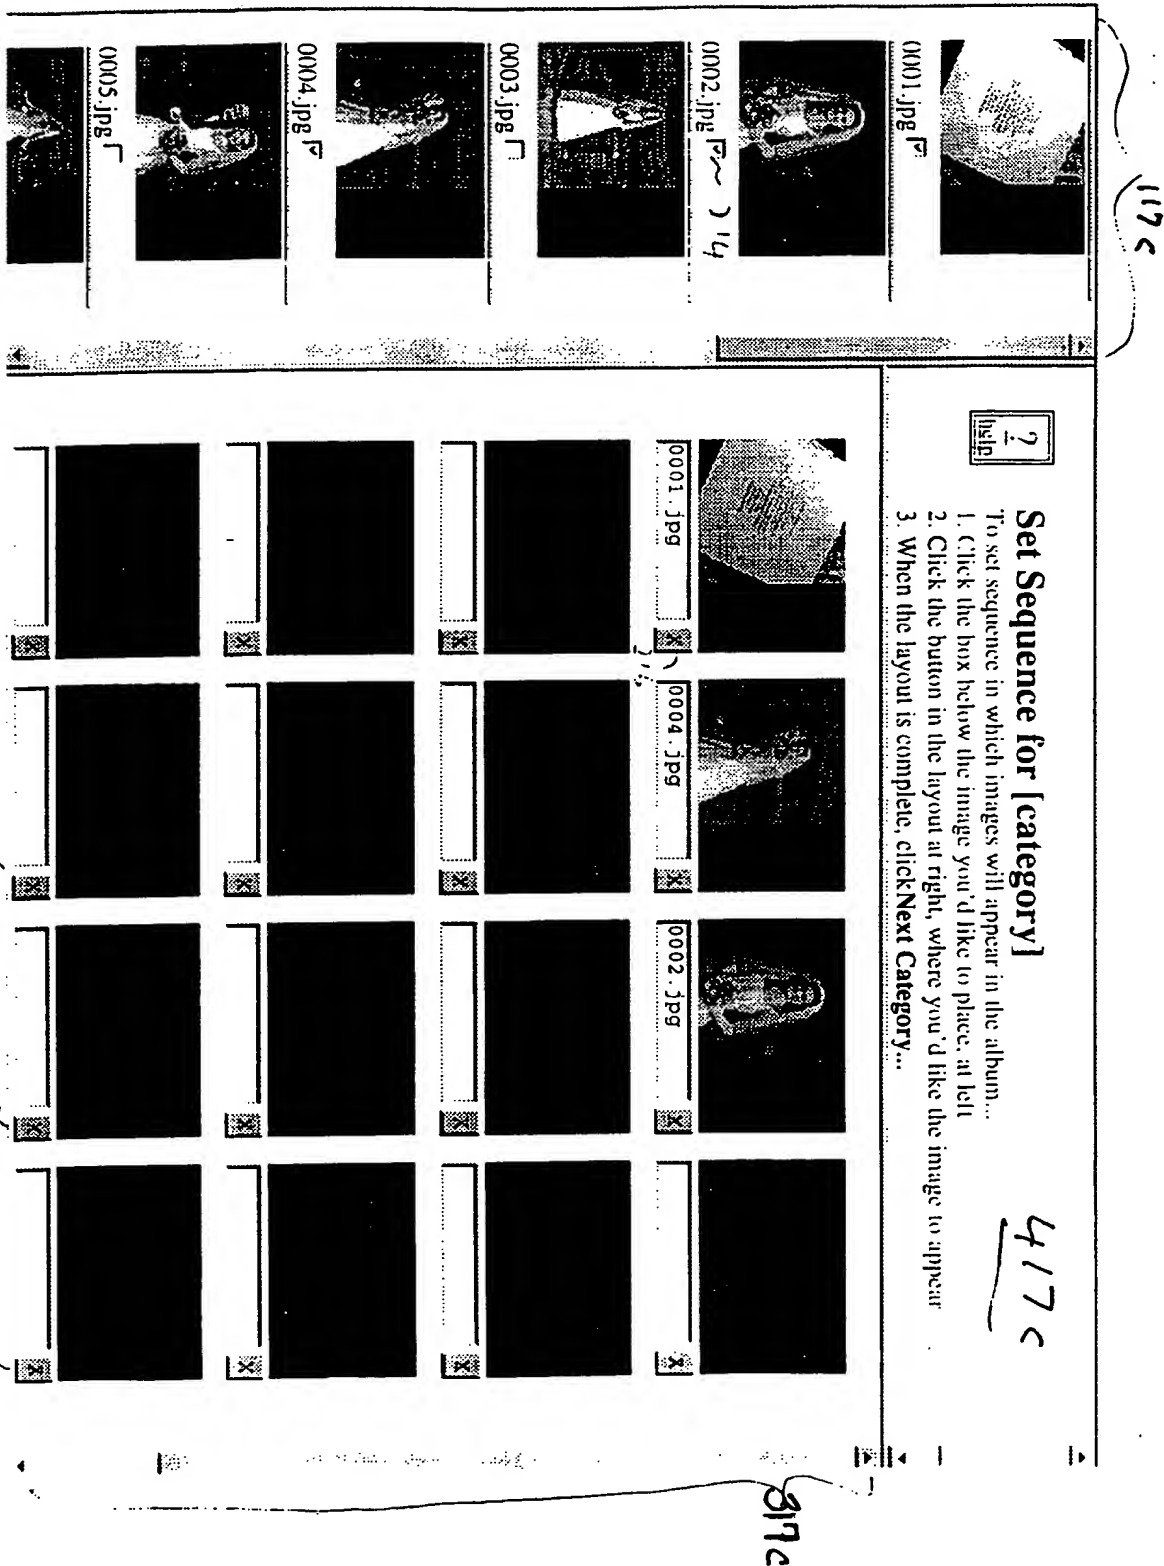 117c
0001.jpg
0002.jpg
0003.jpg
0004.jpg
0005.jpg
?
help
Set Sequence for [category]
To set sequence in which images will appear in the album...
1. Click the box below the image you'd like to place, at left
2. Click the button in the layout at right, where you'd like the image to appear
3. When the layout is complete, clickNext Category...
417c
0001.jpg X
0004.jpg X
0002.jpg X
X
X
X
X
X
X
X
X
X
X
X
X
X
317c